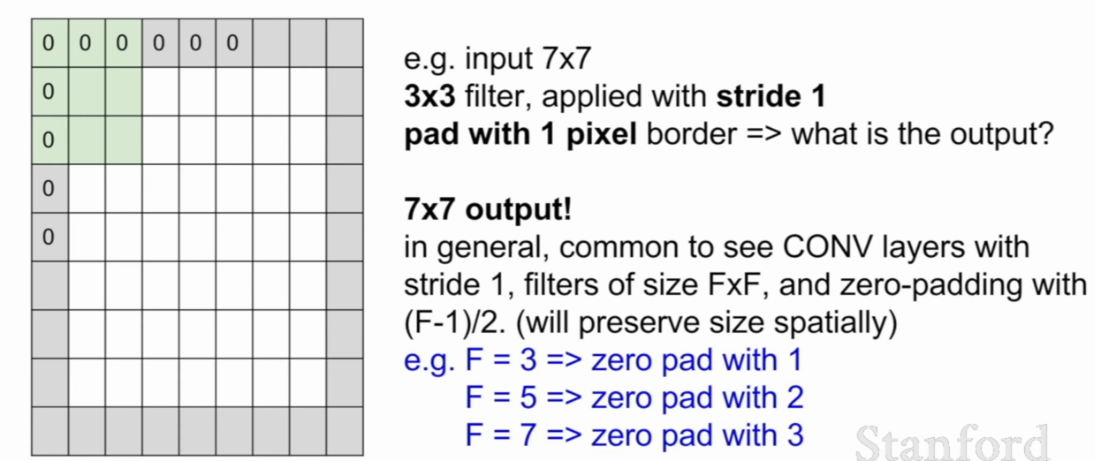 0 0 0 0 0 0
0
0
0
0
e.g. input 7x7
3x3 filter, applied with stride 1
pad with 1 pixel border => what is the output?
7x7 output!
in general, common to see CONV layers with
stride 1, filters of size FxF, and zero-padding with
(F-1)/2. (will preserve size spatially)
e.g. F = 3 => zero pad with 1
F = 5 => zero pad with 2
F = 7 => zero pad with 3
Stanford